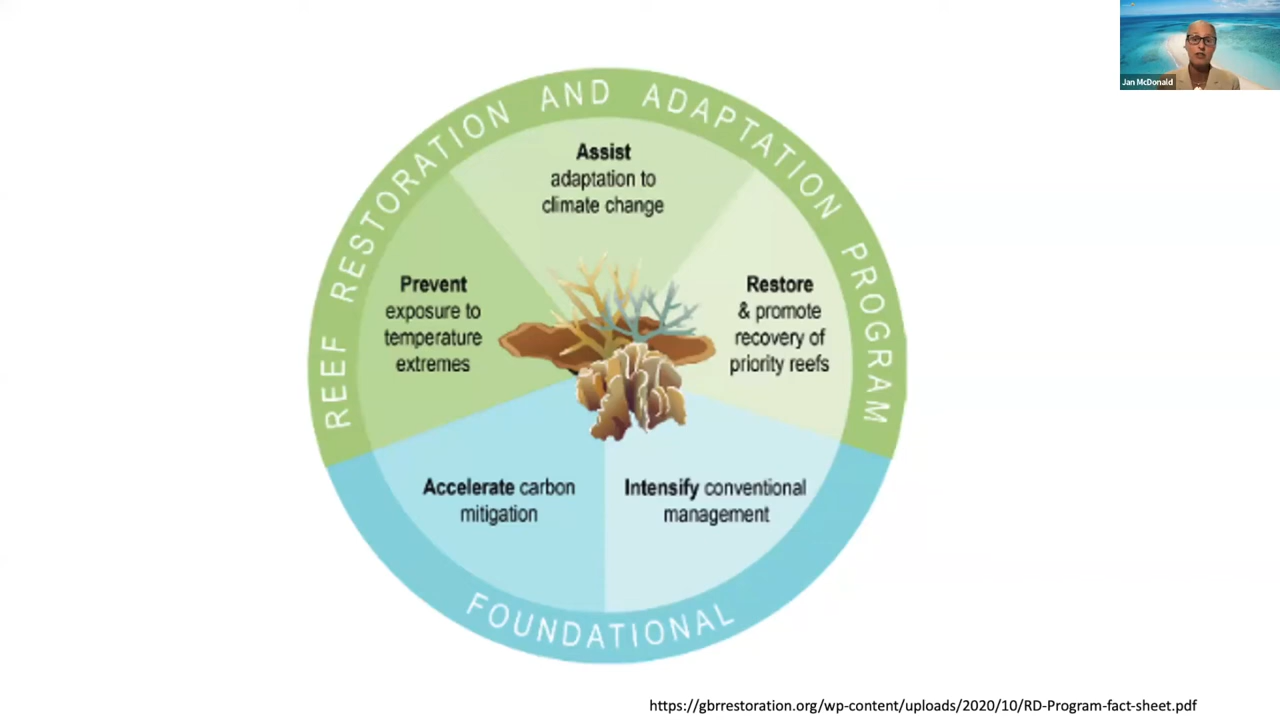 Jan McDonald
REEF RESTORATION AND ADAPTATION PROGRAM
Assist
adaptation to
climate change
Prevent
exposure to
temperature
extremes
Restore
& promote
recovery of
priority reefs
Accelerate carbon
mitigation
Intensify conventional
management
FOUNDATIONAL
https://gbrrestoration.org/wp-content/uploads/2020/10/RD-Program-fact-sheet.pdf